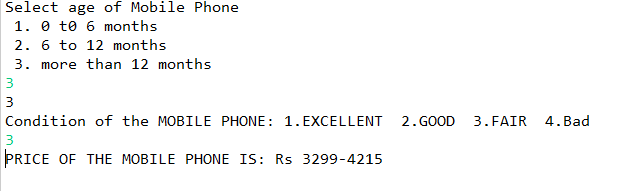 Select age of Mobile Phone
1. 0 t0 6 months
2. 6 to 12 months
3. more than 12 months
3
3
Condition of the MOBILE PHONE: 1.EXCELLENT  2.GOOD  3.FAIR  4.Bad
3
PRICE OF THE MOBILE PHONE IS: Rs 3299-4215